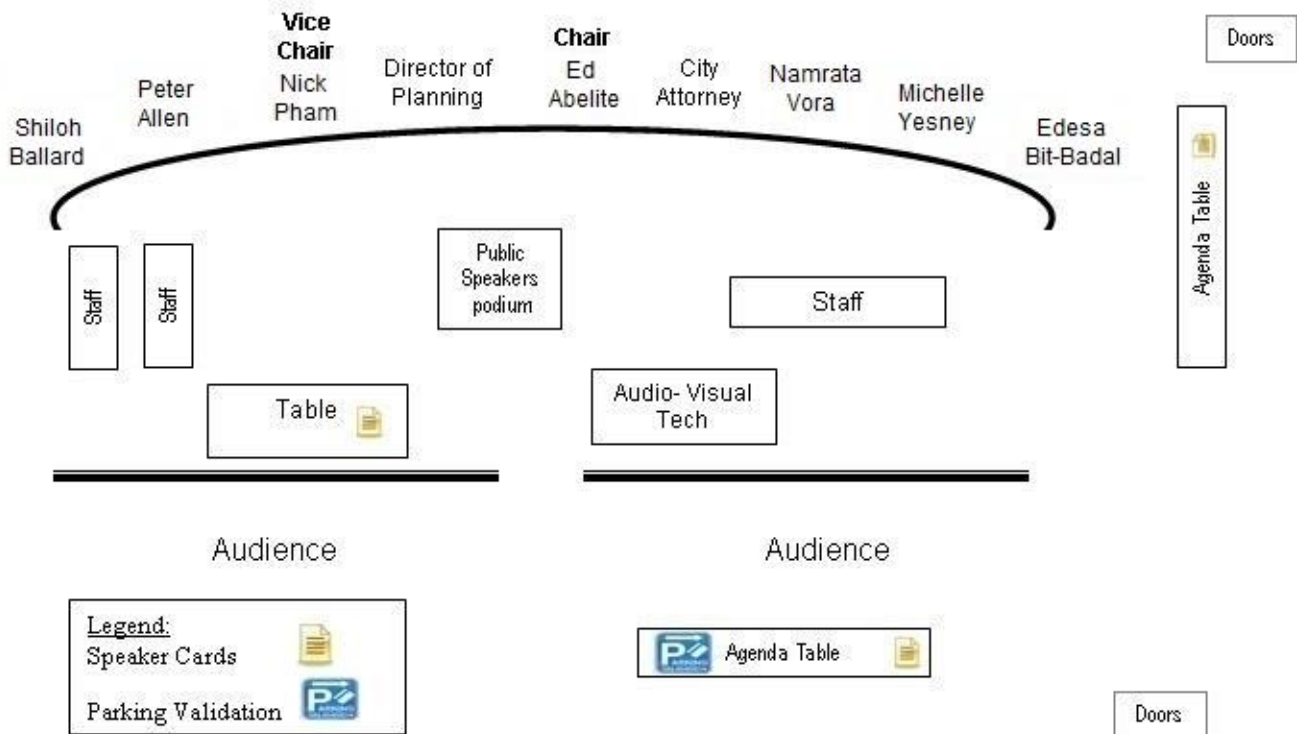 Vice
Chair
Nick
Pham
Chair
Ed
Abelite
Doors
Peter
Allen
Director of
Planning
City
Attorney
Namrata
Vora
Michelle
Yesney
Shiloh
Ballard
Edesa
Bit-Badal
Agenda Table
Staff
Staff
Public
Speakers
podium
Staff
Table
Audio- Visual
Tech
Audience
Audience
Legend:
Speaker Cards
Parking Validation
Agenda Table
Doors